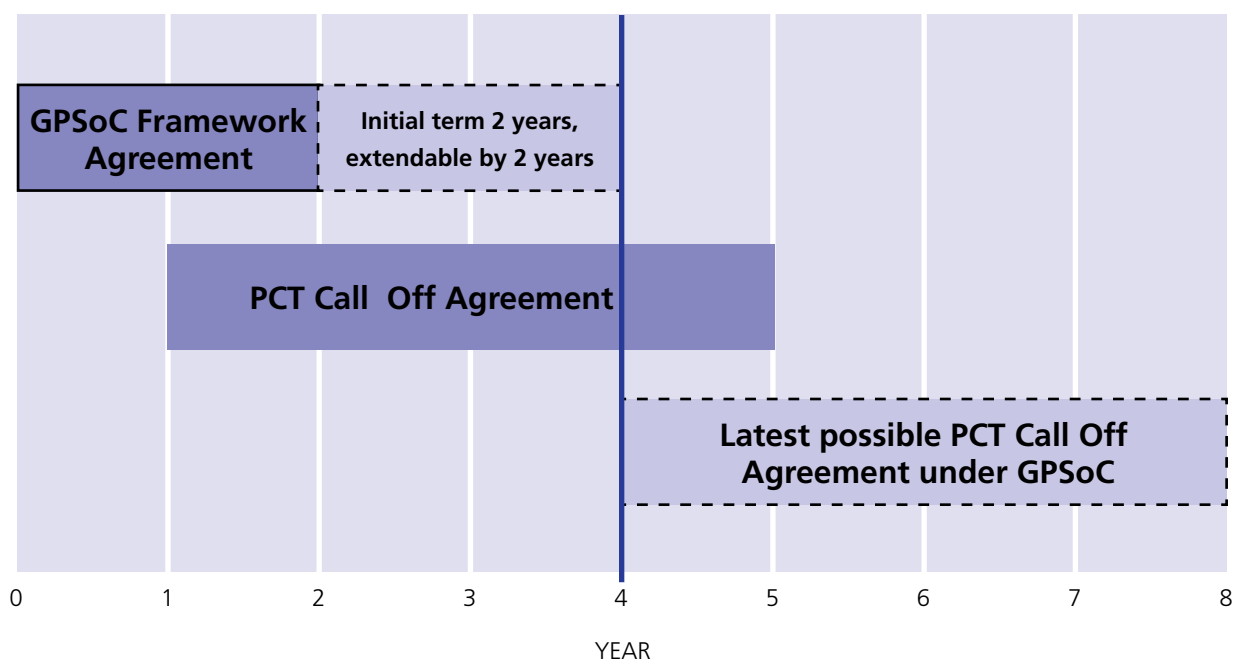 GPSoC Framework
Agreement
Initial term 2 years,
extendable by 2 years
PCT Call Off Agreement
Latest possible PCT Call Off
Agreement under GPSoC
0 1 2 3 4 5 6 7 8
YEAR